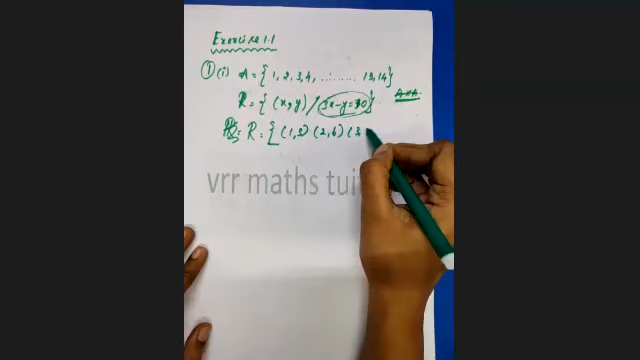 Exercise 1.1
① (i) A = { 1, 2, 3, 4, .......... 13, 14 }
R = { (x, y) / 3x - y = 0 } A×A
R = { (1, 3) (2, 6) (3
vrr maths tui